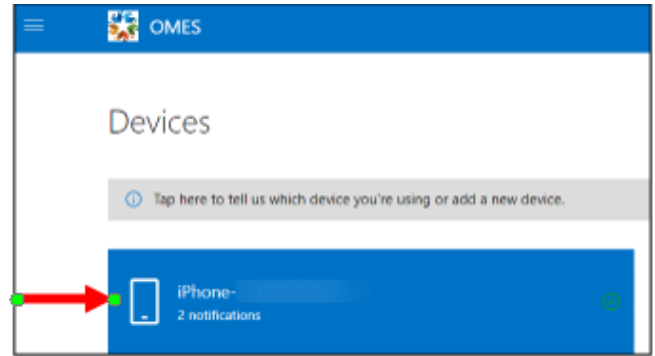 OMES
Devices
Tap here to tell us which device you're using or add a new device.
iPhone-
2 notifications